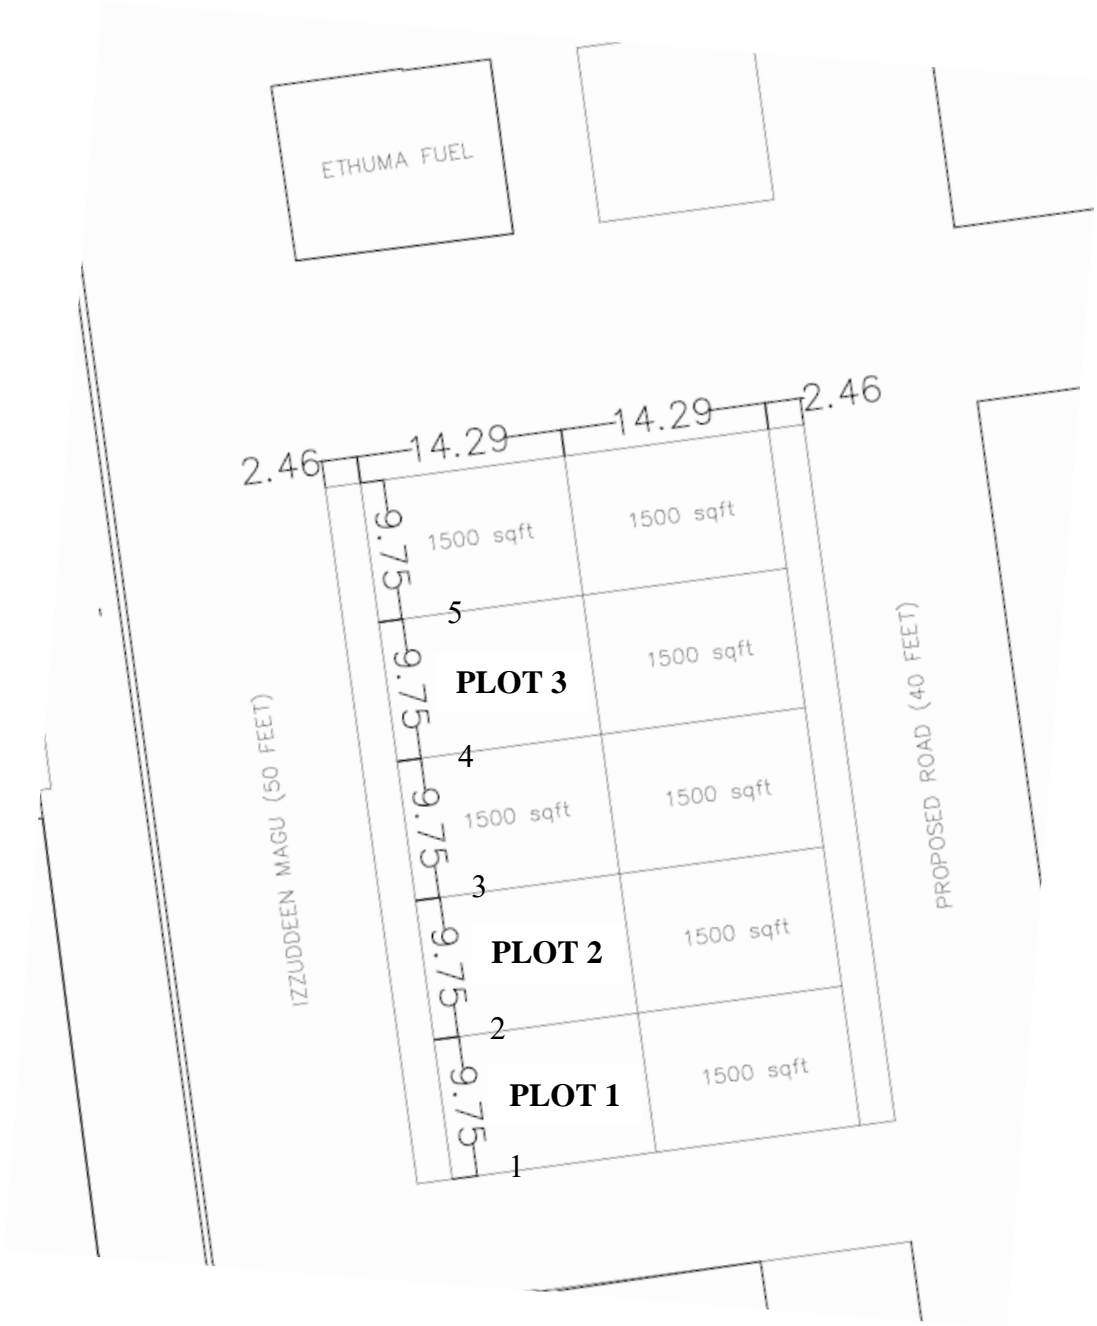 ETHUMA FUEL
2.46
14.29
14.29
2.46
9.75
1500 sqft
1500 sqft
5
9.75
PLOT 3
1500 sqft
4
9.75
1500 sqft
1500 sqft
3
9.75
PLOT 2
1500 sqft
2
9.75
PLOT 1
1500 sqft
1
IZZUDDEEN MAGU (50 FEET)
PROPOSED ROAD (40 FEET)